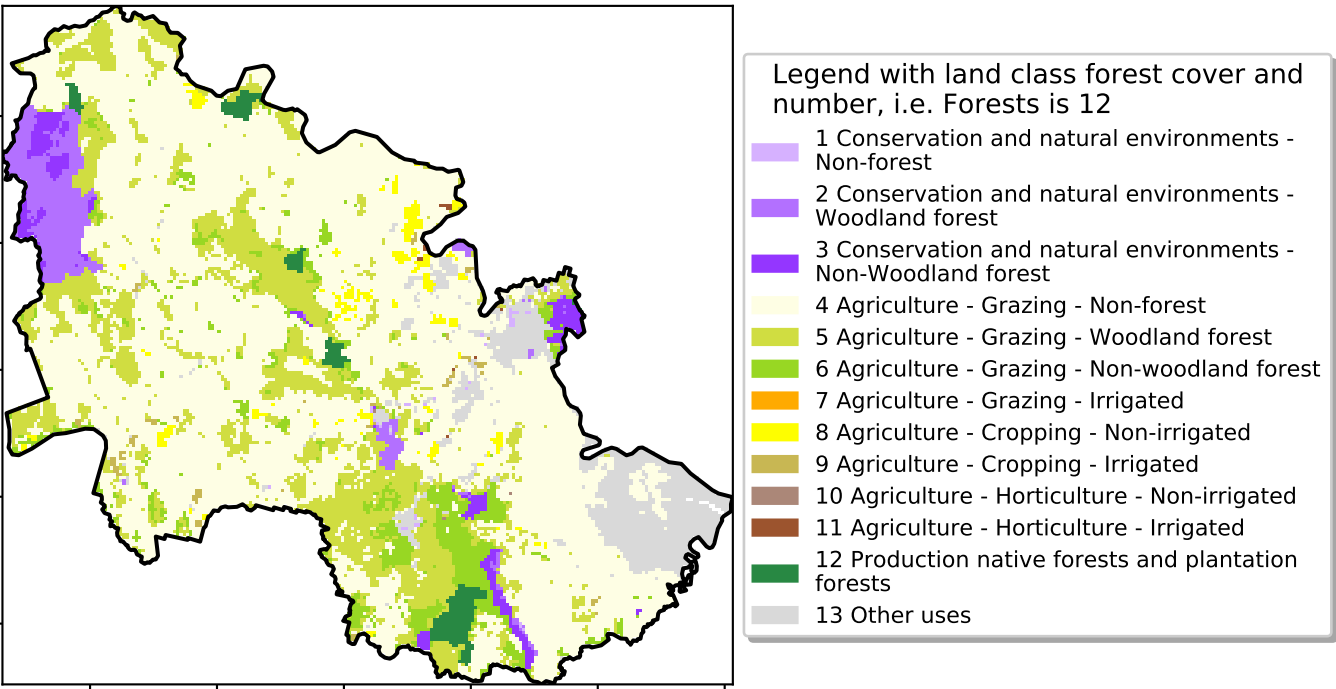 Legend with land class forest cover and
number, i.e. Forests is 12
1 Conservation and natural environments -
Non-forest
2 Conservation and natural environments -
Woodland forest
3 Conservation and natural environments -
Non-Woodland forest
4 Agriculture - Grazing - Non-forest
5 Agriculture - Grazing - Woodland forest
6 Agriculture - Grazing - Non-woodland forest
7 Agriculture - Grazing - Irrigated
8 Agriculture - Cropping - Non-irrigated
9 Agriculture - Cropping - Irrigated
10 Agriculture - Horticulture - Non-irrigated
11 Agriculture - Horticulture - Irrigated
12 Production native forests and plantation
forests
13 Other uses